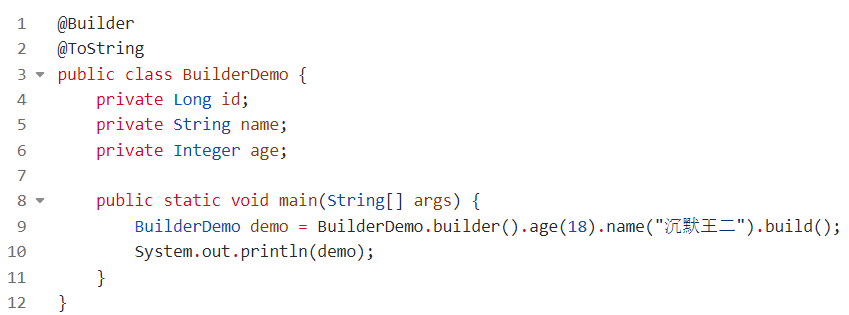 1 @Builder
2 @ToString
3 public class BuilderDemo {
4 private Long id;
5 private String name;
6 private Integer age;
7
8 public static void main(String[] args) {
9 BuilderDemo demo = BuilderDemo.builder().age(18).name("沉默王二").build();
10 System.out.println(demo);
11 }
12 }